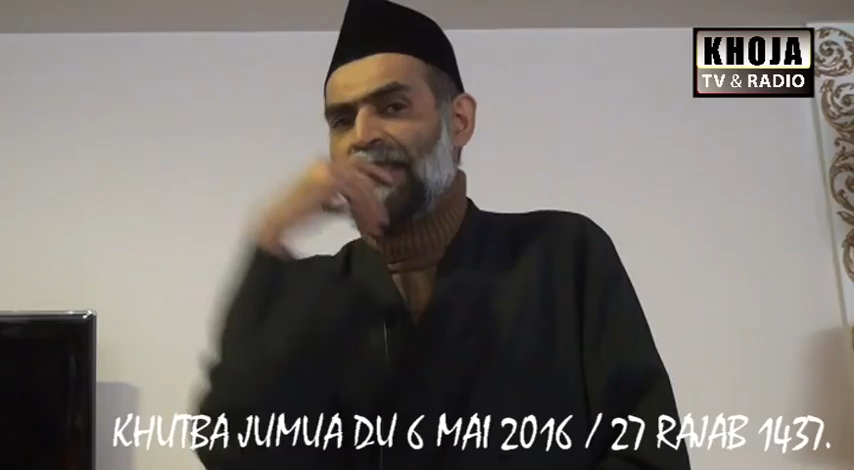 KHOJA
TV & RADIO
KHUTBA JUMUA DU 6 MAI 2016 / 27 RAJAB 1437.